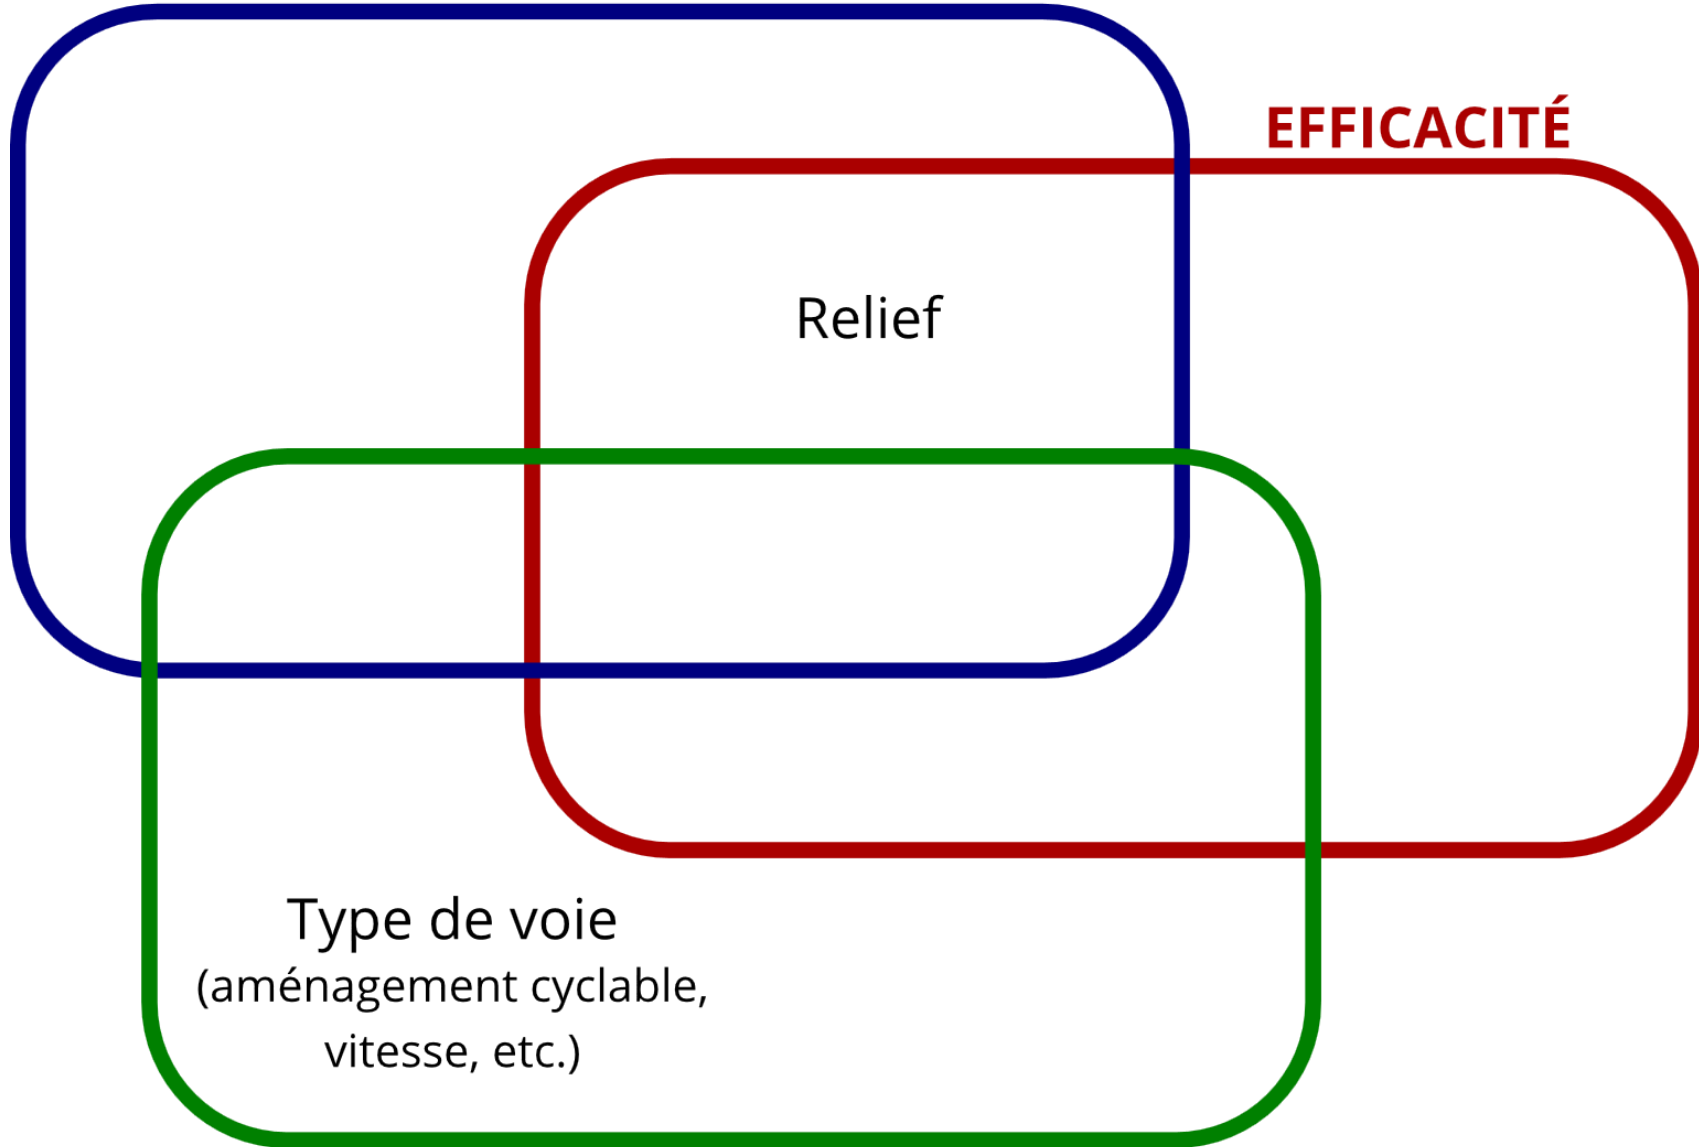 EFFICACITÉ
Relief
Type de voie
(aménagement cyclable,
vitesse, etc.)